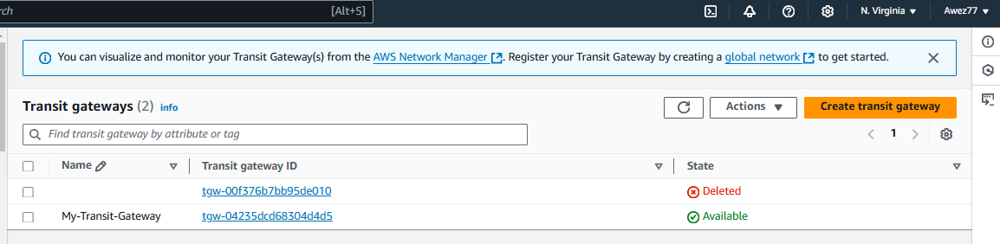 rch [Alt+S] N. Virginia Awez77
You can visualize and monitor your Transit Gateway(s) from the AWS Network Manager. Register your Transit Gateway by creating a global network to get started.
Transit gateways (2) info Actions Create transit gateway
Find transit gateway by attribute or tag 1
Name Transit gateway ID State
tgw-00f376b7bb95de010 Deleted
My-Transit-Gateway tgw-04235dcd68304d4d5 Available